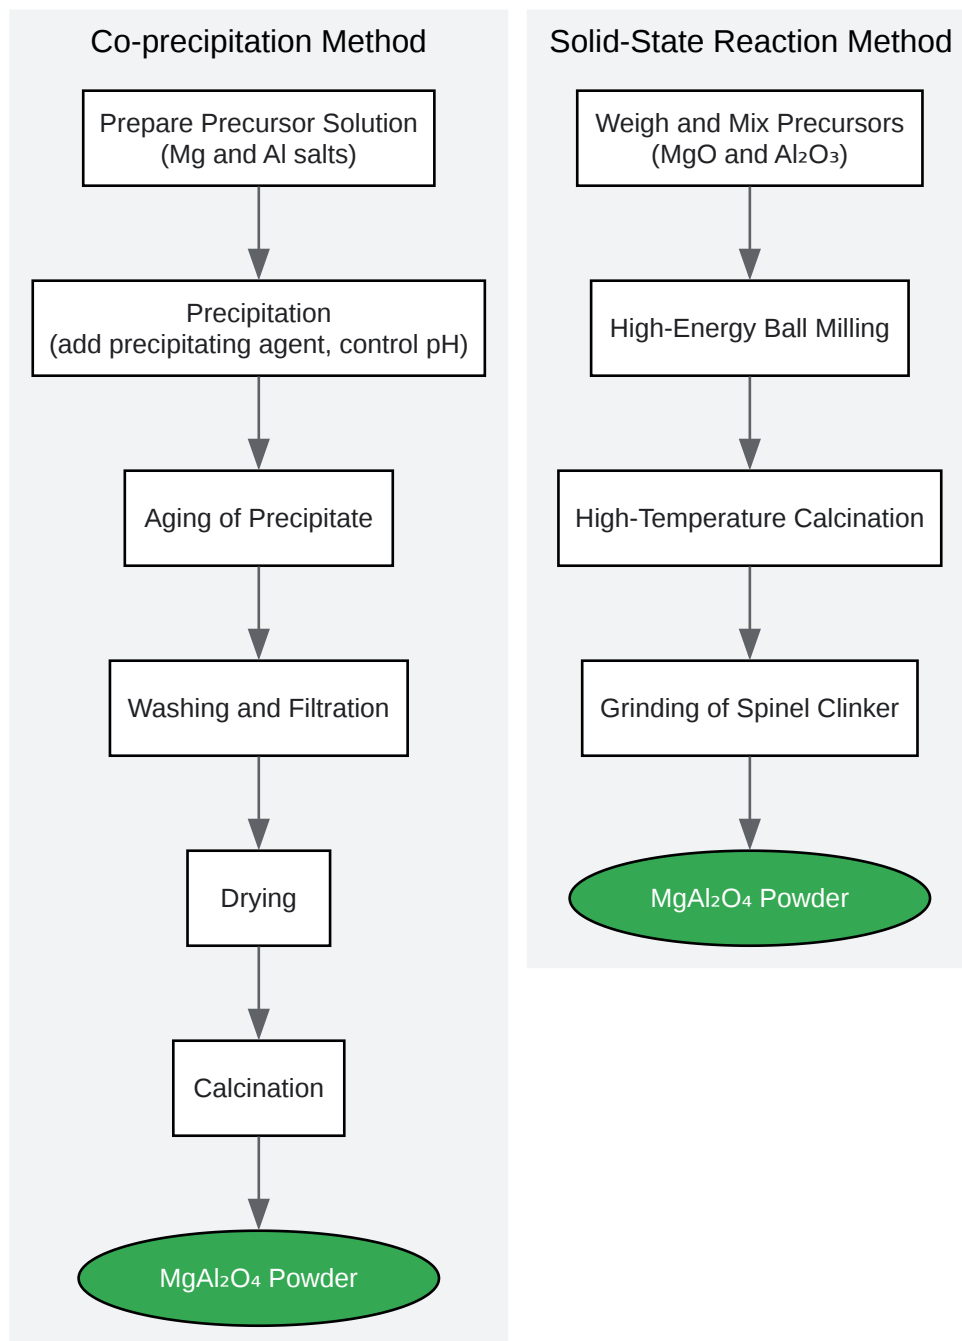 Co-precipitation Method
Prepare Precursor Solution
(Mg and Al salts)
Precipitation
(add precipitating agent, control pH)
Aging of Precipitate
Washing and Filtration
Drying
Calcination
MgAl₂O₄ Powder
Solid-State Reaction Method
Weigh and Mix Precursors
(MgO and Al₂O₃)
High-Energy Ball Milling
High-Temperature Calcination
Grinding of Spinel Clinker
MgAl₂O₄ Powder